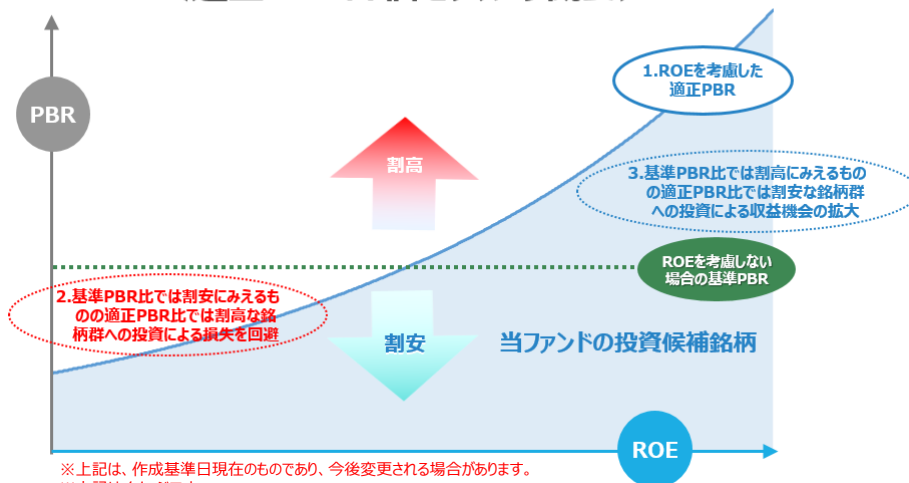 PBR
1.ROEを考慮した
適正PBR
割高
3.基準PBR比では割高にみえるもの
の適正PBR比では割安な銘柄群
への投資による収益機会の拡大
ROEを考慮しない
場合の基準PBR
2.基準PBR比では割安にみえるも
のの適正PBR比では割高な銘
柄群への投資による損失を回避
割安
当ファンドの投資候補銘柄
ROE
※上記は、作成基準日現在のものであり、今後変更される場合があります。